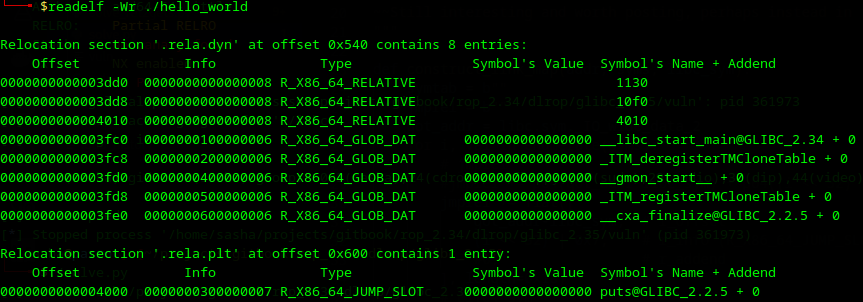 $readelf -Wr ./hello_world
Relocation section '.rela.dyn' at offset 0x540 contains 8 entries:
    Offset             Info             Type               Symbol's Value  Symbol's Name + Addend
0000000000003dd0  0000000000000008 R_X86_64_RELATIVE                         1130
0000000000003dd8  0000000000000008 R_X86_64_RELATIVE                         10f0
0000000000004010  0000000000000008 R_X86_64_RELATIVE                         4010
0000000000003fc0  0000000100000006 R_X86_64_GLOB_DAT      0000000000000000 __libc_start_main@GLIBC_2.34 + 0
0000000000003fc8  0000000200000006 R_X86_64_GLOB_DAT      0000000000000000 _ITM_deregisterTMCloneTable + 0
0000000000003fd0  0000000400000006 R_X86_64_GLOB_DAT      0000000000000000 __gmon_start__ + 0
0000000000003fd8  0000000500000006 R_X86_64_GLOB_DAT      0000000000000000 _ITM_registerTMCloneTable + 0
0000000000003fe0  0000000600000006 R_X86_64_GLOB_DAT      0000000000000000 __cxa_finalize@GLIBC_2.2.5 + 0
Relocation section '.rela.plt' at offset 0x600 contains 1 entry:
    Offset             Info             Type               Symbol's Value  Symbol's Name + Addend
0000000000004000  0000000300000007 R_X86_64_JUMP_SLOT     0000000000000000 puts@GLIBC_2.2.5 + 0